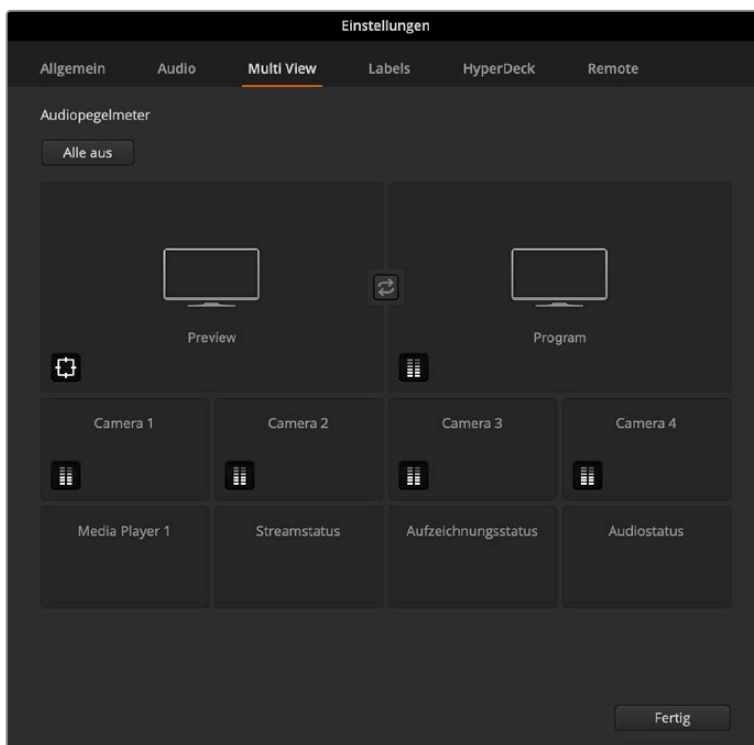 Einstellungen
Allgemein Audio Multi View Labels HyperDeck Remote
Audiopegelmeter
Alle aus
Preview Program
Camera 1 Camera 2 Camera 3 Camera 4
Media Player 1 Streamstatus Aufzeichnungsstatus Audiostatus
Fertig